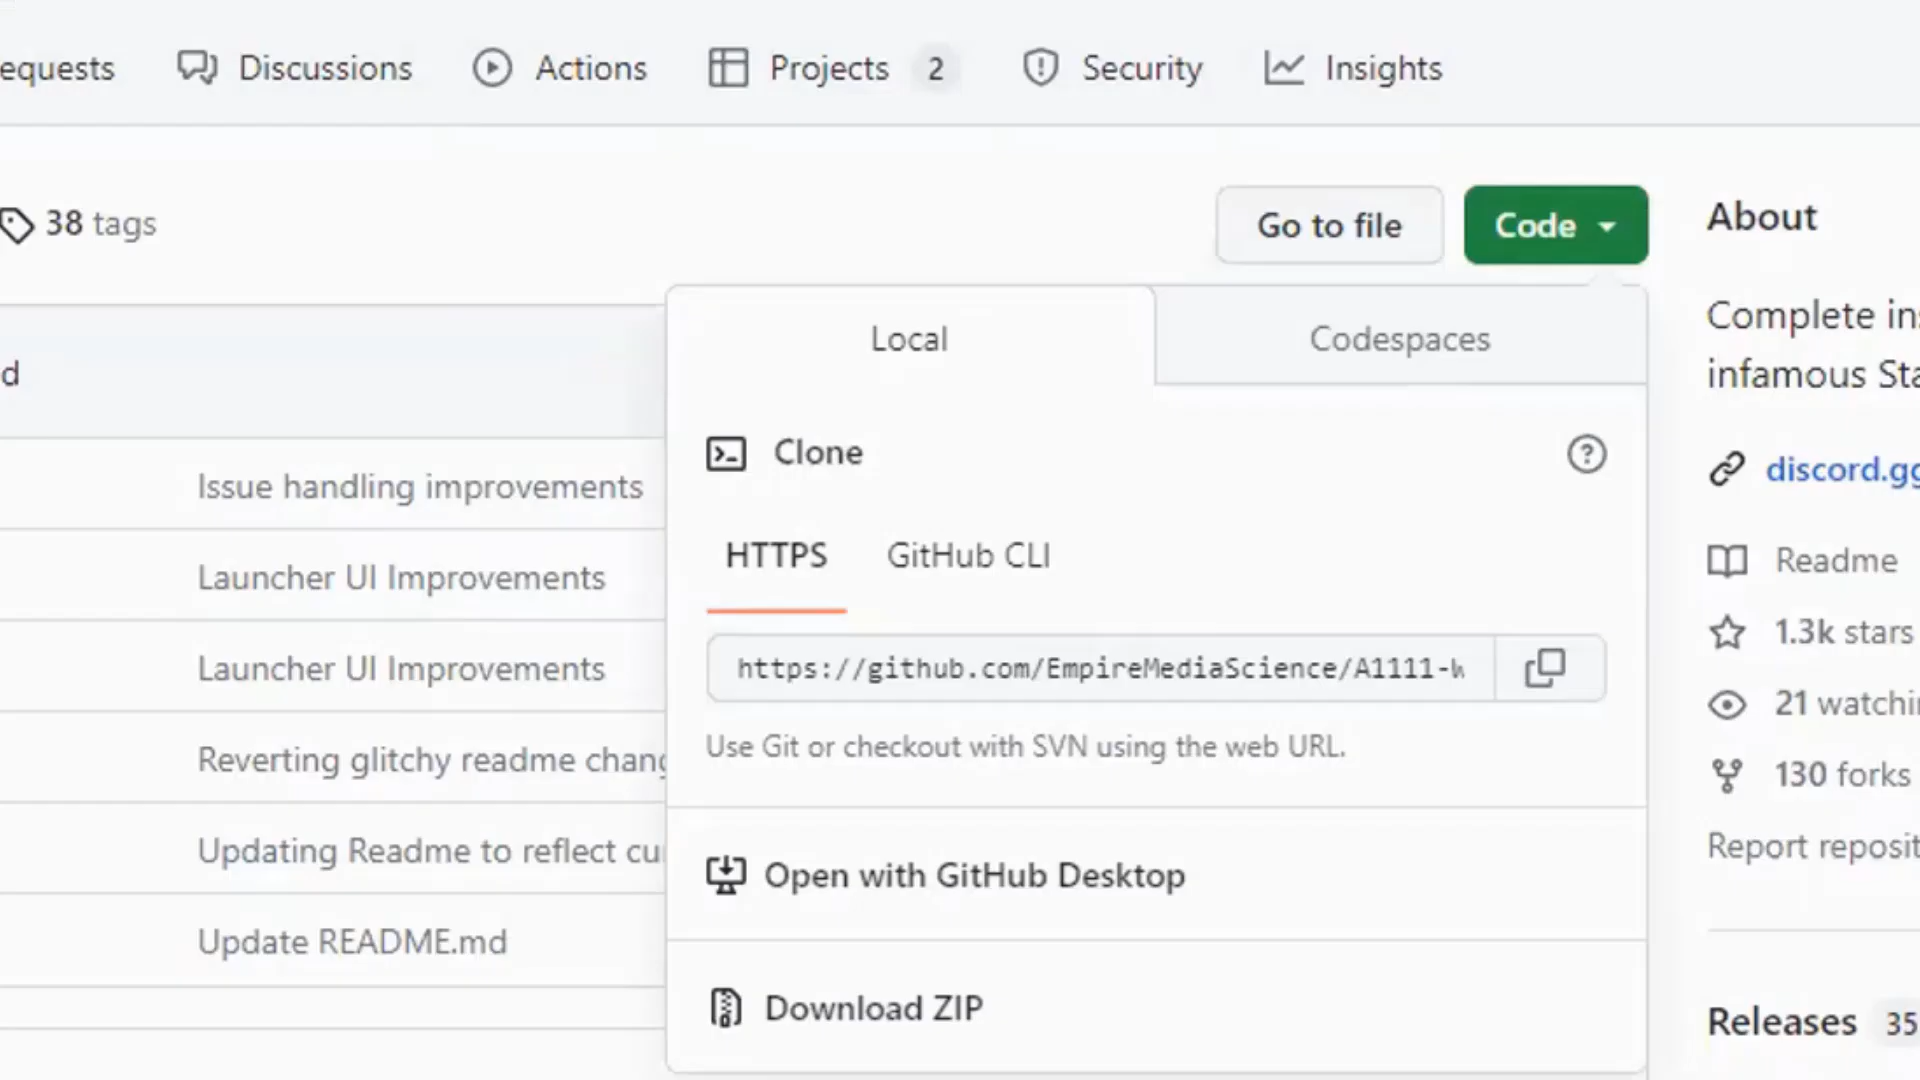 equests Discussions Actions Projects 2 Security Insights
38 tags
Go to file
Code
About
Local
Codespaces
Complete ins
infamous Sta
d
Clone
discord.gg
Issue handling improvements
HTTPS GitHub CLI
Readme
Launcher UI Improvements
1.3k stars
Launcher UI Improvements
https://github.com/EmpireMediaScience/A1111-W
21 watchin
Use Git or checkout with SVN using the web URL.
Reverting glitchy readme chang
130 forks
Updating Readme to reflect cu
Report reposit
Open with GitHub Desktop
Update README.md
Download ZIP
Releases 35